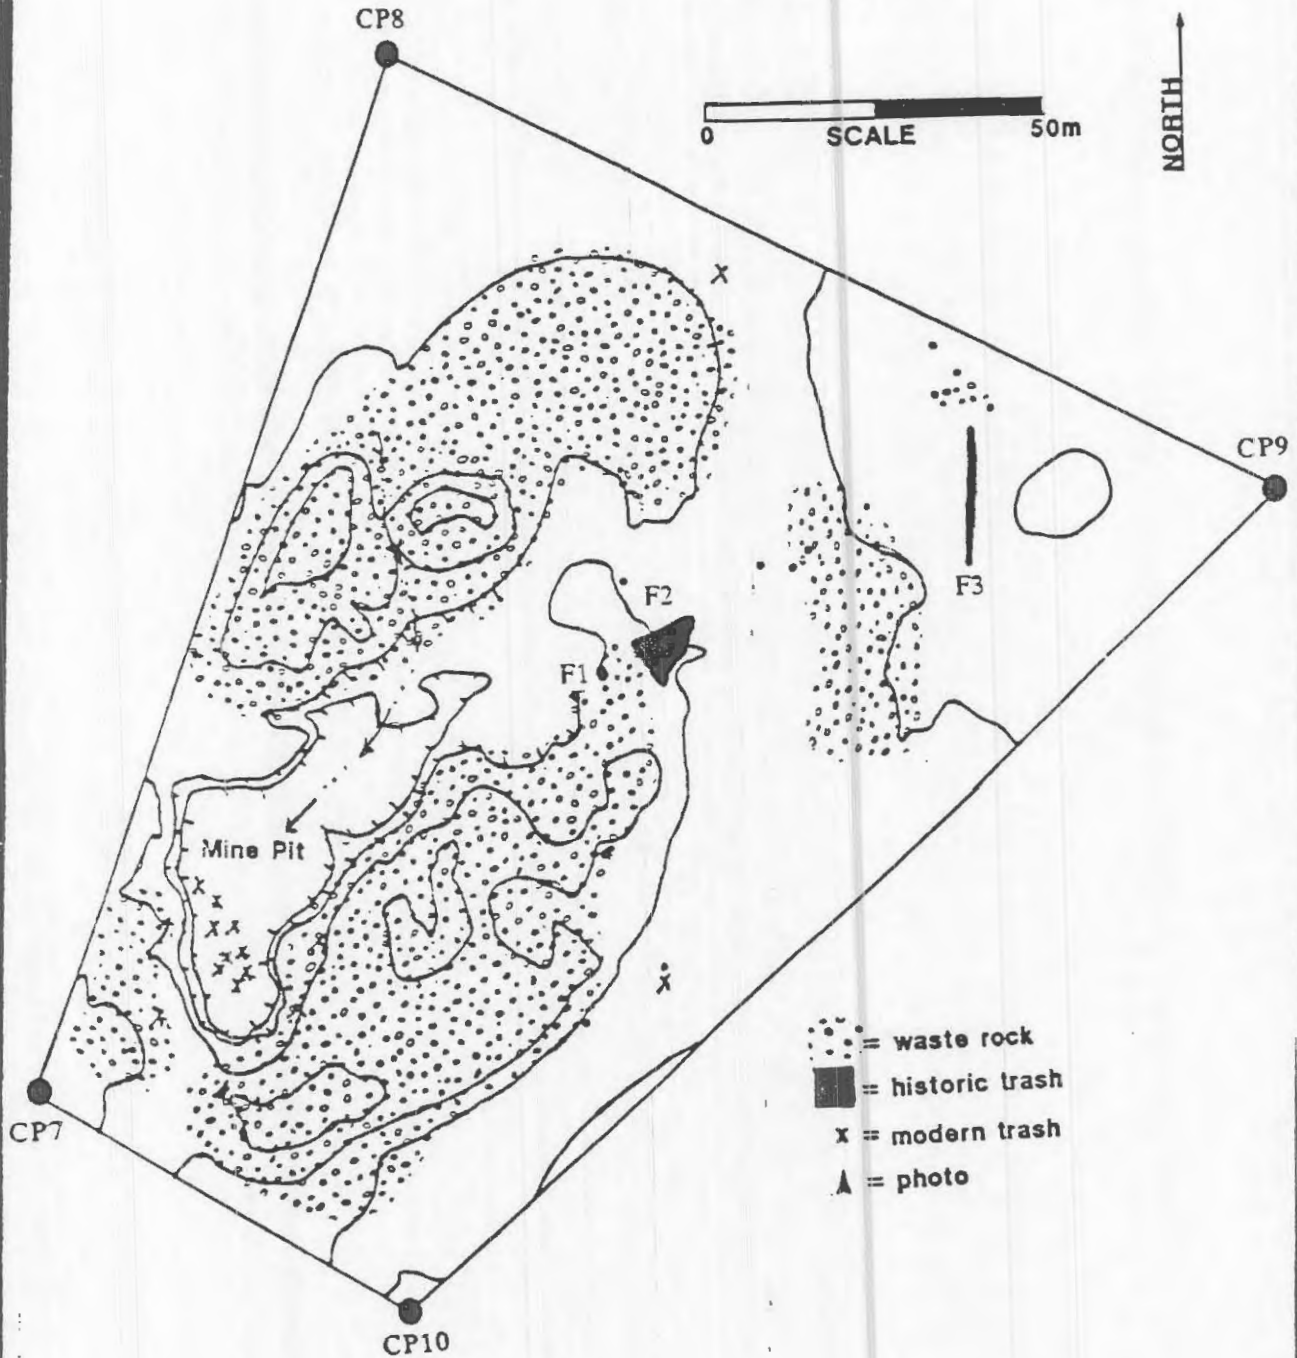 CP8
0 SCALE 50m
NORTH
CP9
F2
F3
F1
Mine Pit
= waste rock
= historic trash
x = modern trash
= photo
CP7
CP10